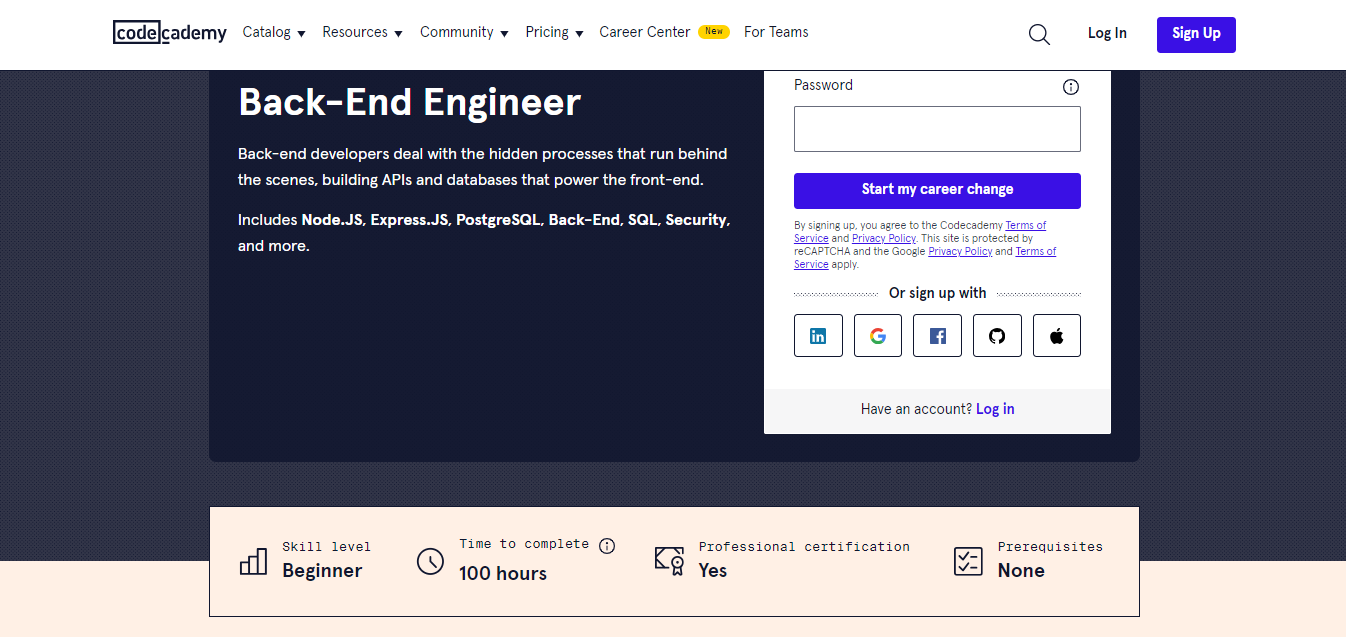 codecademy Catalog Resources Community Pricing Career Center New For Teams Log In Sign Up
Back-End Engineer
Back-end developers deal with the hidden processes that run behind
the scenes, building APIs and databases that power the front-end.
Includes Node.JS, Express.JS, PostgreSQL, Back-End, SQL, Security,
and more.
Password
Start my career change
By signing up, you agree to the Codecademy Terms of
Service and Privacy Policy. This site is protected by
reCAPTCHA and the Google Privacy Policy and Terms of
Service apply.
Or sign up with
in G f
Have an account? Log in
Skill level
Beginner
Time to complete
100 hours
Professional certification
Yes
Prerequisites
None